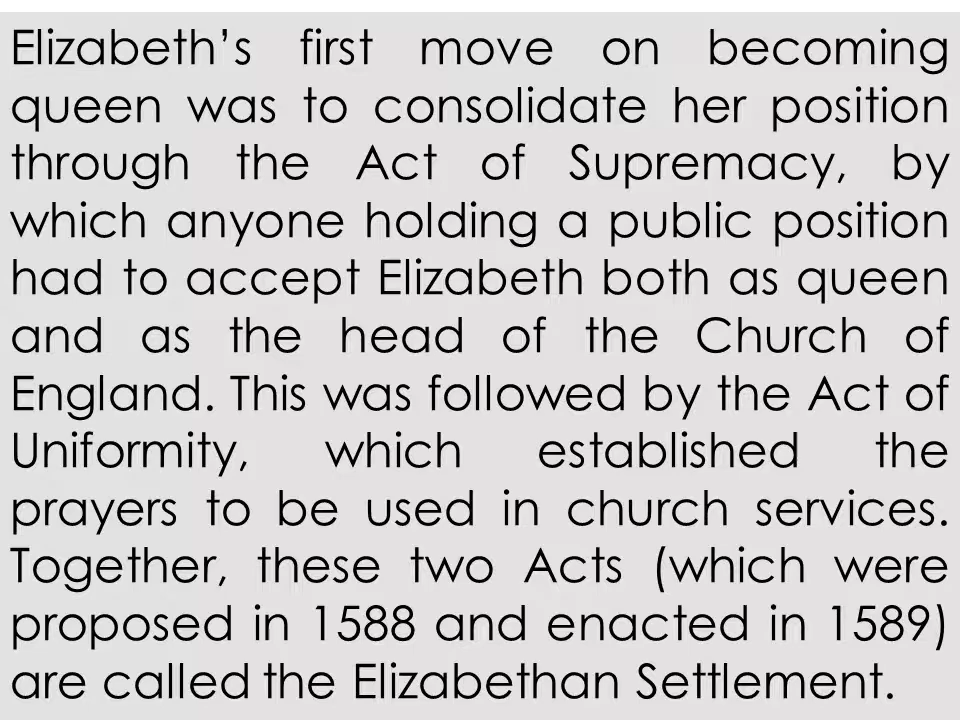 Elizabeth’s first move on becoming
queen was to consolidate her position
through the Act of Supremacy, by
which anyone holding a public position
had to accept Elizabeth both as queen
and as the head of the Church of
England. This was followed by the Act of
Uniformity, which established the
prayers to be used in church services.
Together, these two Acts (which were
proposed in 1588 and enacted in 1589)
are called the Elizabethan Settlement.